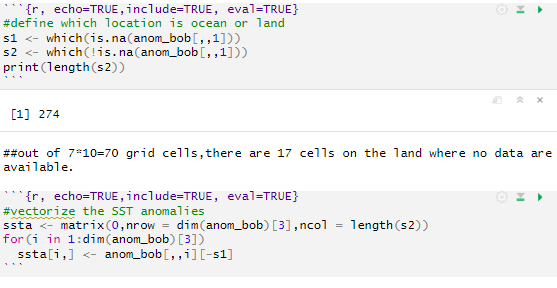 ```{r, echo=TRUE,include=TRUE, eval=TRUE}
#define which location is ocean or land
s1 <- which(is.na(anom_bob[,,1]))
s2 <- which(!is.na(anom_bob[,,1]))
print(length(s2))
```
[1] 274
##out of 7*10=70 grid cells,there are 17 cells on the land where no data are
available.
```{r, echo=TRUE,include=TRUE, eval=TRUE}
#vectorize the SST anomalies
ssta <- matrix(0,nrow = dim(anom_bob)[3],ncol = length(s2))
for(i in 1:dim(anom_bob)[3])
  ssta[i,] <- anom_bob[,,i][-s1]
```